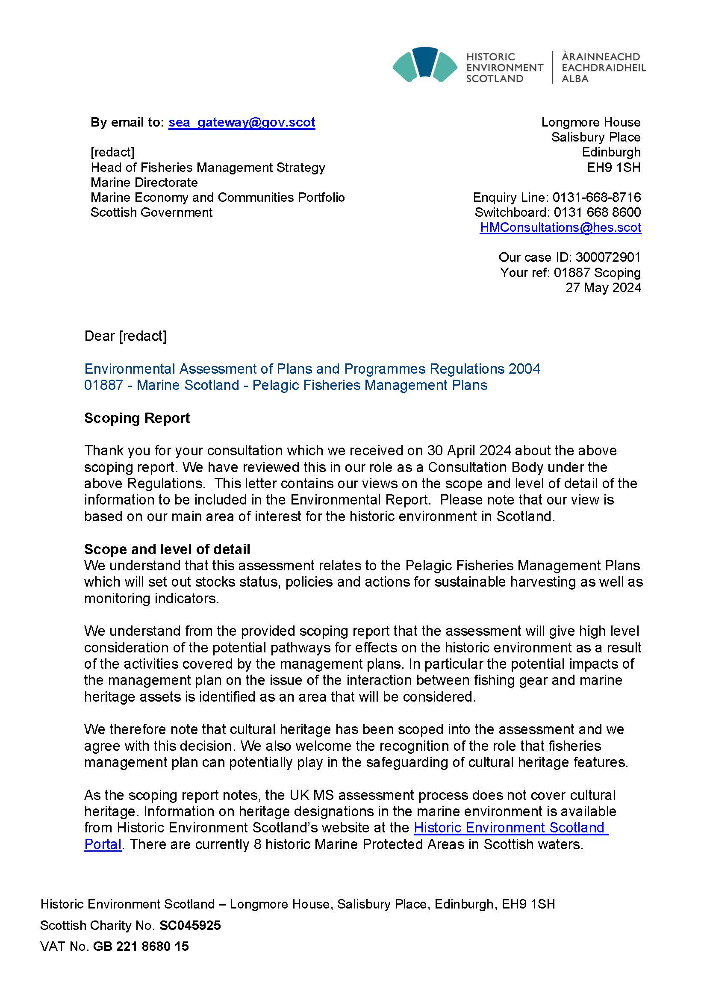 HISTORIC
ENVIRONMENT
SCOTLAND
ÀRAINNEACHD
EACHDRAIDHEIL
ALBA
By email to: sea_gateway@gov.scot
[redact]
Head of Fisheries Management Strategy
Marine Directorate
Marine Economy and Communities Portfolio
Scottish Government
Longmore House
Salisbury Place
Edinburgh
EH9 1SH
Enquiry Line: 0131-668-8716
Switchboard: 0131 668 8600
HMConsultations@hes.scot
Our case ID: 300072901
Your ref: 01887 Scoping
27 May 2024
Dear [redact]
Environmental Assessment of Plans and Programmes Regulations 2004
01887 - Marine Scotland - Pelagic Fisheries Management Plans
Scoping Report
Thank you for your consultation which we received on 30 April 2024 about the above
scoping report. We have reviewed this in our role as a Consultation Body under the
above Regulations.  This letter contains our views on the scope and level of detail of the
information to be included in the Environmental Report.  Please note that our view is
based on our main area of interest for the historic environment in Scotland.
Scope and level of detail
We understand that this assessment relates to the Pelagic Fisheries Management Plans
which will set out stocks status, policies and actions for sustainable harvesting as well as
monitoring indicators.
We understand from the provided scoping report that the assessment will give high level
consideration of the potential pathways for effects on the historic environment as a result
of the activities covered by the management plans. In particular the potential impacts of
the management plan on the issue of the interaction between fishing gear and marine
heritage assets is identified as an area that will be considered.
We therefore note that cultural heritage has been scoped into the assessment and we
agree with this decision. We also welcome the recognition of the role that fisheries
management plan can potentially play in the safeguarding of cultural heritage features.
As the scoping report notes, the UK MS assessment process does not cover cultural
heritage. Information on heritage designations in the marine environment is available
from Historic Environment Scotland’s website at the Historic Environment Scotland
Portal. There are currently 8 historic Marine Protected Areas in Scottish waters.
Historic Environment Scotland – Longmore House, Salisbury Place, Edinburgh, EH9 1SH
Scottish Charity No. SC045925
VAT No. GB 221 8680 15